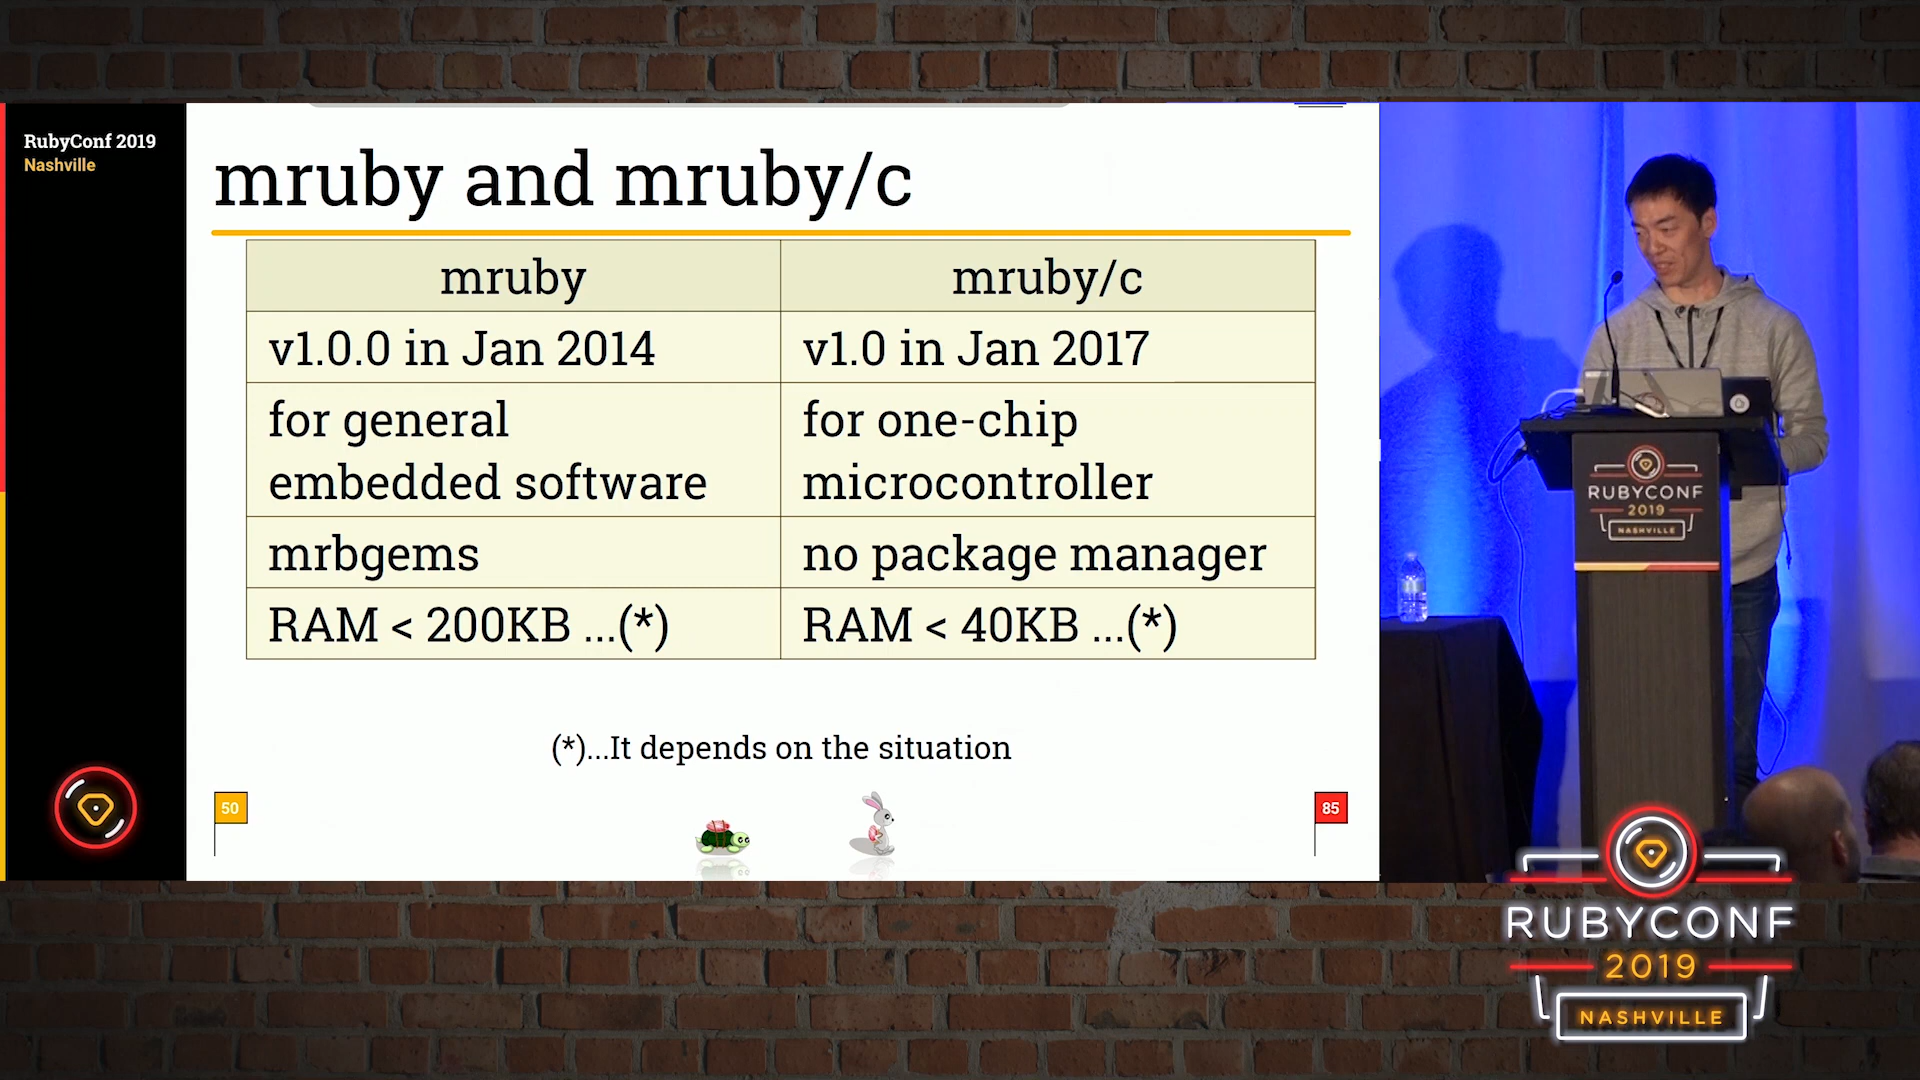 RubyConf 2019
Nashville
mruby and mruby/c
mruby
mruby/c
v1.0.0 in Jan 2014
v1.0 in Jan 2017
for general
embedded software
for one-chip
microcontroller
mrbgems
no package manager
RAM < 200KB ...(*)
RAM < 40KB ...(*)
(*)...It depends on the situation
50
85
RUBYCONF
2019
NASHVILLE
RUBYCONF
2019
NASHVILLE